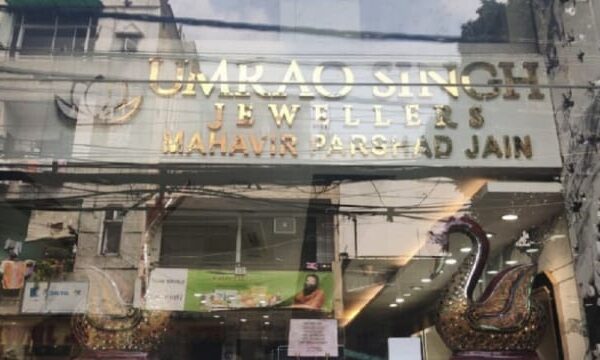 UMRAO SINGH
JEWELLERS
MAHAVIR PARSHAD JAIN